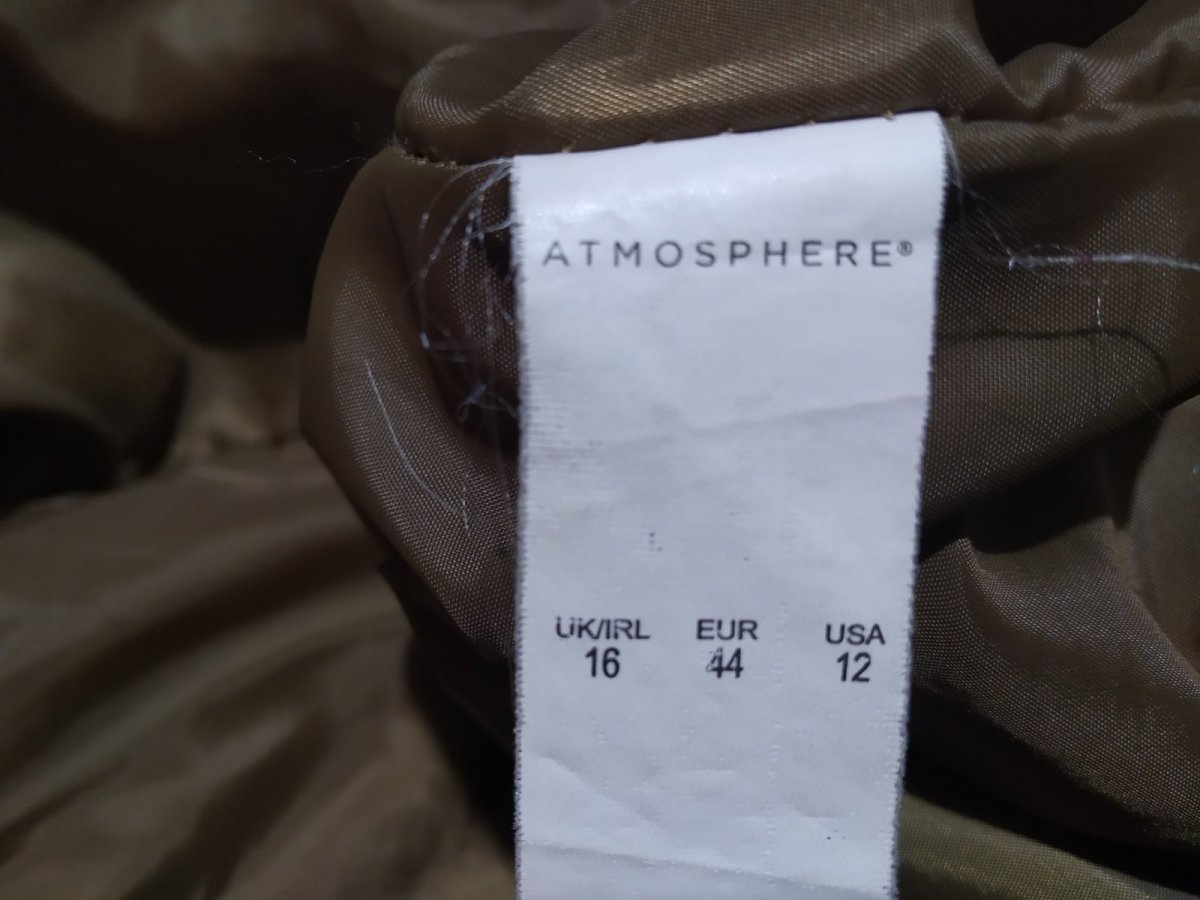 ATMOSPHERE®
UK/IRL EUR USA
16 44 12